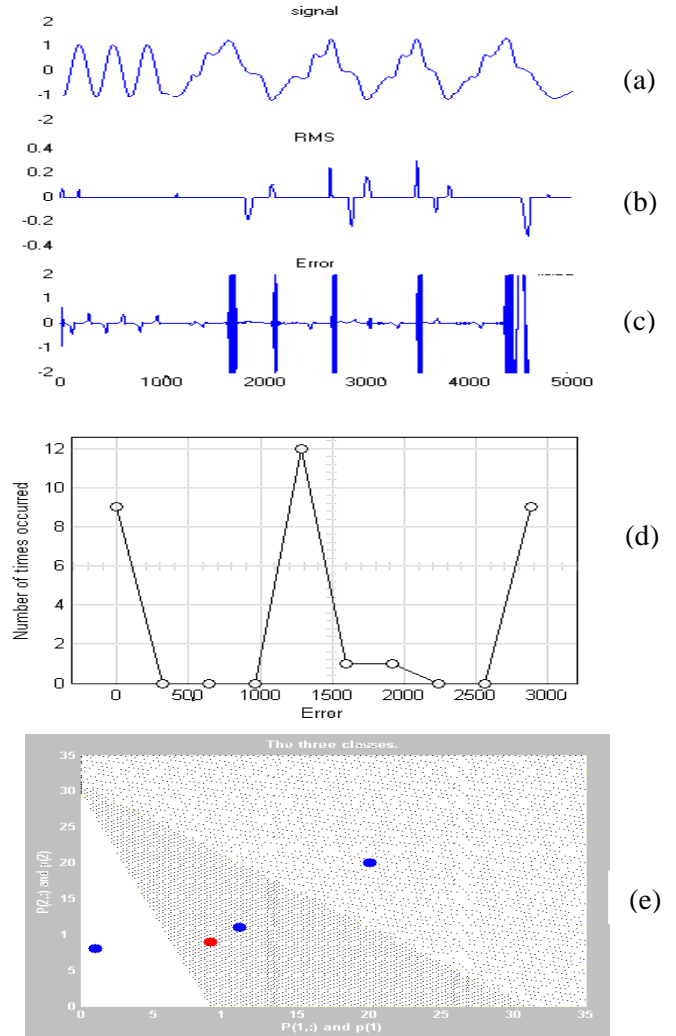 signal
2
1
0
-1
-2
(a)
RMS
0.4
0.2
0
-0.2
-0.4
(b)
Error
2
1
0
-1
-2
(c)
0 1000 2000 3000 4000 5000
12
10
8
6
4
2
0
Number of times occurred
(d)
0 500 1000 1500 2000 2500 3000
Error
The three classes.
35
30
25
20
15
1
5
0
P(2,:) and p(2)
(e)
0 5 1 15 20 25 30 35
P(1,:) and p(1)